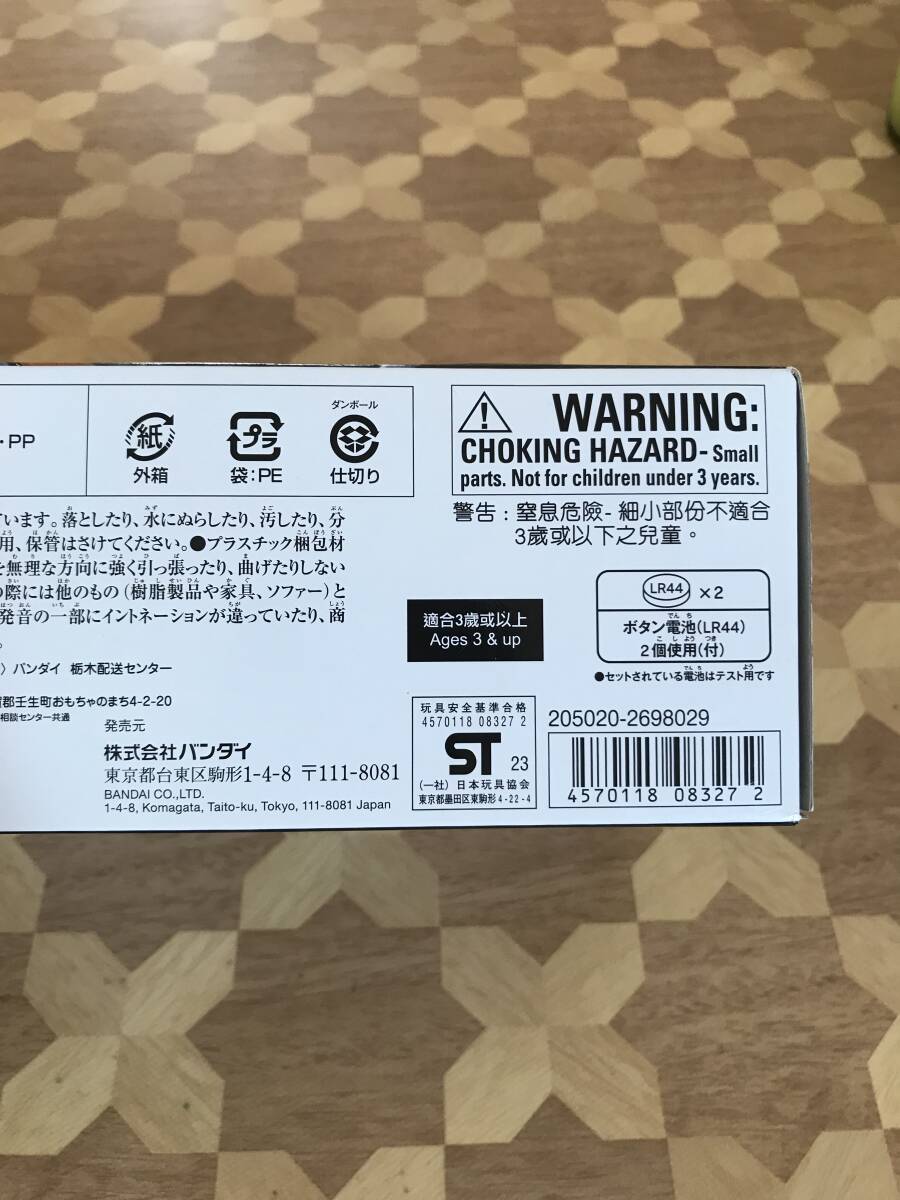 ・PP
紙
外箱
プラ
袋:PE
ダンボール
仕切り
WARNING:
CHOKING HAZARD- Small
parts. Not for children under 3 years.
警告：窒息危險- 細小部份不適合
3歲或以下之兒童。
います。落としたり、水にぬらしたり、汚したり、分
用、保管はさけてください。●プラスチック梱包材
を無理な方向に強く引っ張ったり、曲げたりしない
の際には他のもの（樹脂製品や家具、ソファー）と
発音の一部にイントネーションが違っていたり、商
。
適合3歲或以上
Ages 3 & up
LR44 ×2
ボタン電池(LR44)
2個使用(付)
●セットされている電池はテスト用です
〉バンダイ 栃木配送センター
郡壬生町おもちゃのまち4-2-20
相談センター共通
発売元
株式会社バンダイ
東京都台東区駒形1-4-8 〒111-8081
BANDAI CO.,LTD.
1-4-8, Komagata, Taito-ku, Tokyo, 111-8081 Japan
玩具安全基準合格
4570118 08327 2
ST 23
(一社) 日本玩具協会
東京都墨田区東駒形4-22-4
205020-2698029
4570118 08327 2